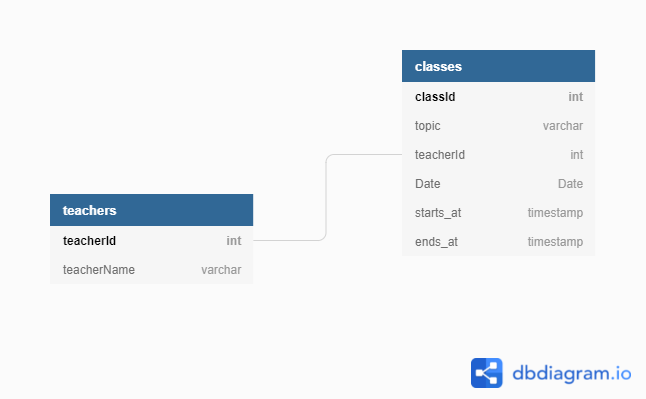 classes
classId int
topic varchar
teacherId int
Date Date
starts_at timestamp
ends_at timestamp
teachers
teacherId int
teacherName varchar
dbdiagram.io